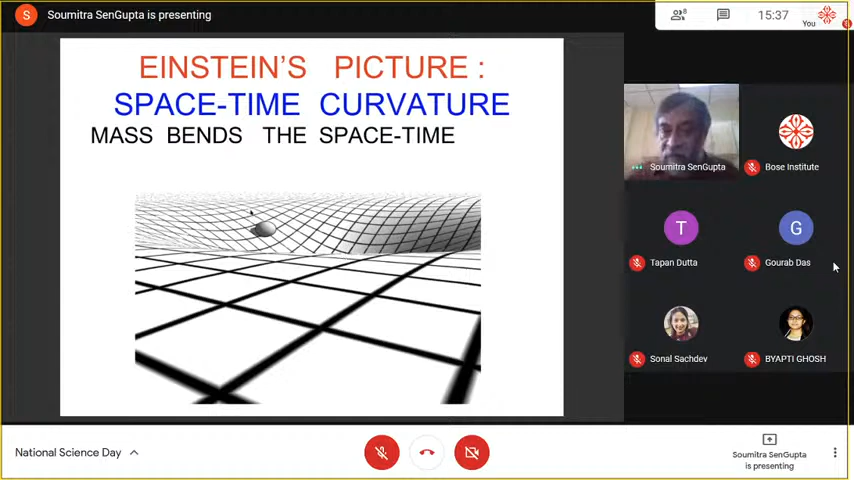 S Soumitra SenGupta is presenting
8 15:37 You
EINSTEIN'S PICTURE :
SPACE-TIME CURVATURE
MASS BENDS THE SPACE-TIME
Soumitra SenGupta
Bose Institute
T
G
Tapan Dutta
Gourab Das
Sonal Sachdev
BYAPTI GHOSH
National Science Day
Soumitra SenGupta
is presenting